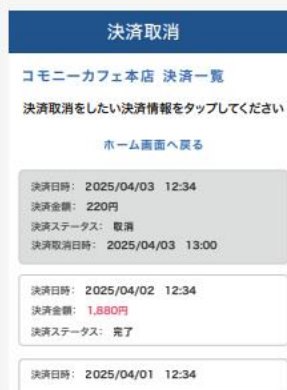 決済取消
コモニーカフェ本店 決済一覧
決済取消をしたい決済情報をタップしてください
ホーム画面へ戻る
決済日時: 2025/04/03 12:34
決済金額: 220円
決済ステータス: 取消
決済取消日時: 2025/04/03 13:00
決済日時: 2025/04/02 12:34
決済金額: 1,880円
決済ステータス: 完了
決済日時: 2025/04/01 12:34